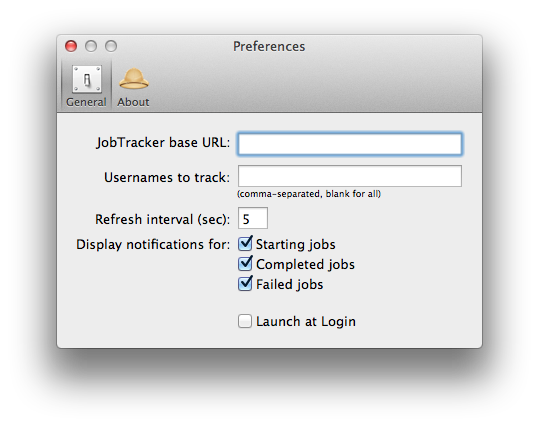 Preferences
General About
JobTracker base URL:
Usernames to track:
(comma-separated, blank for all)
Refresh interval (sec): 5
Display notifications for: Starting jobs
Completed jobs
Failed jobs
Launch at Login